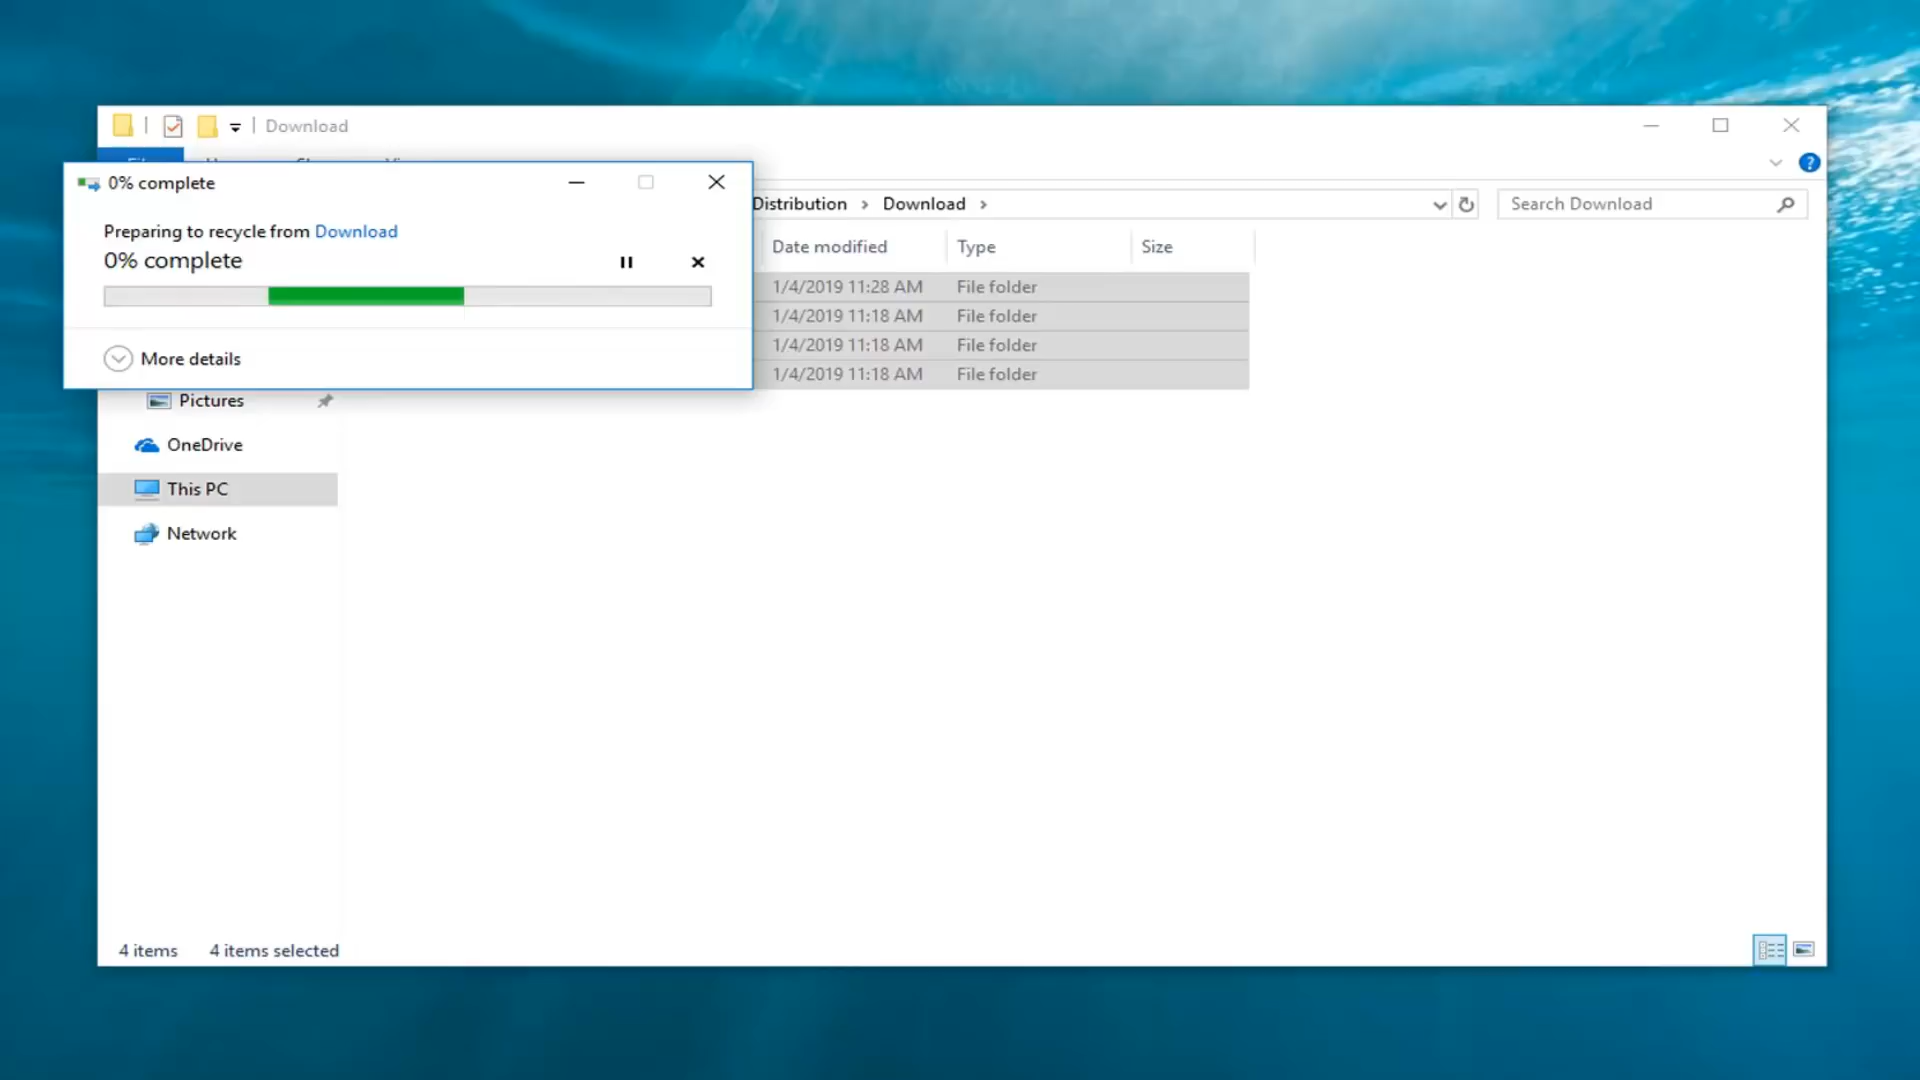 Download
0% complete
Preparing to recycle from Download
0% complete
More details
Distribution > Download >
Search Download
Date modified Type Size
1/4/2019 11:28 AM File folder
1/4/2019 11:18 AM File folder
1/4/2019 11:18 AM File folder
1/4/2019 11:18 AM File folder
Pictures
OneDrive
This PC
Network
4 items 4 items selected